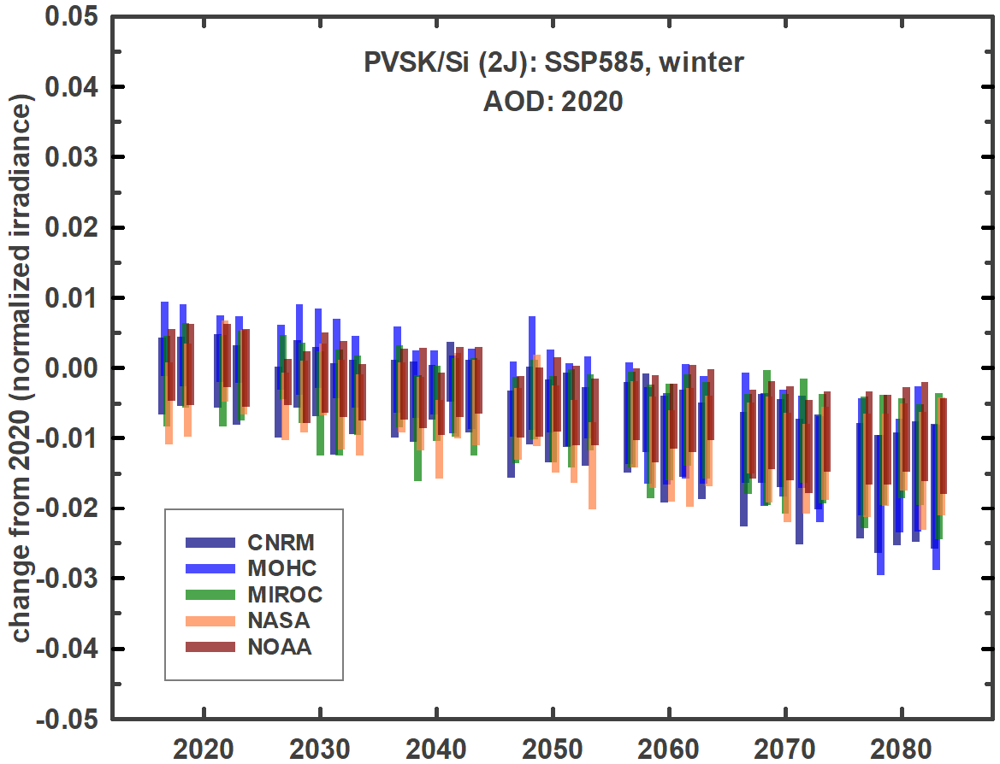 PVSK/Si (2J): SSP585, winter
AOD: 2020
change from 2020 (normalized irradiance)
0.05
0.04
0.03
0.02
0.01
0.00
-0.01
-0.02
-0.03
-0.04
-0.05
CNRM
MOHC
MIROC
NASA
NOAA
2020 2030 2040 2050 2060 2070 2080